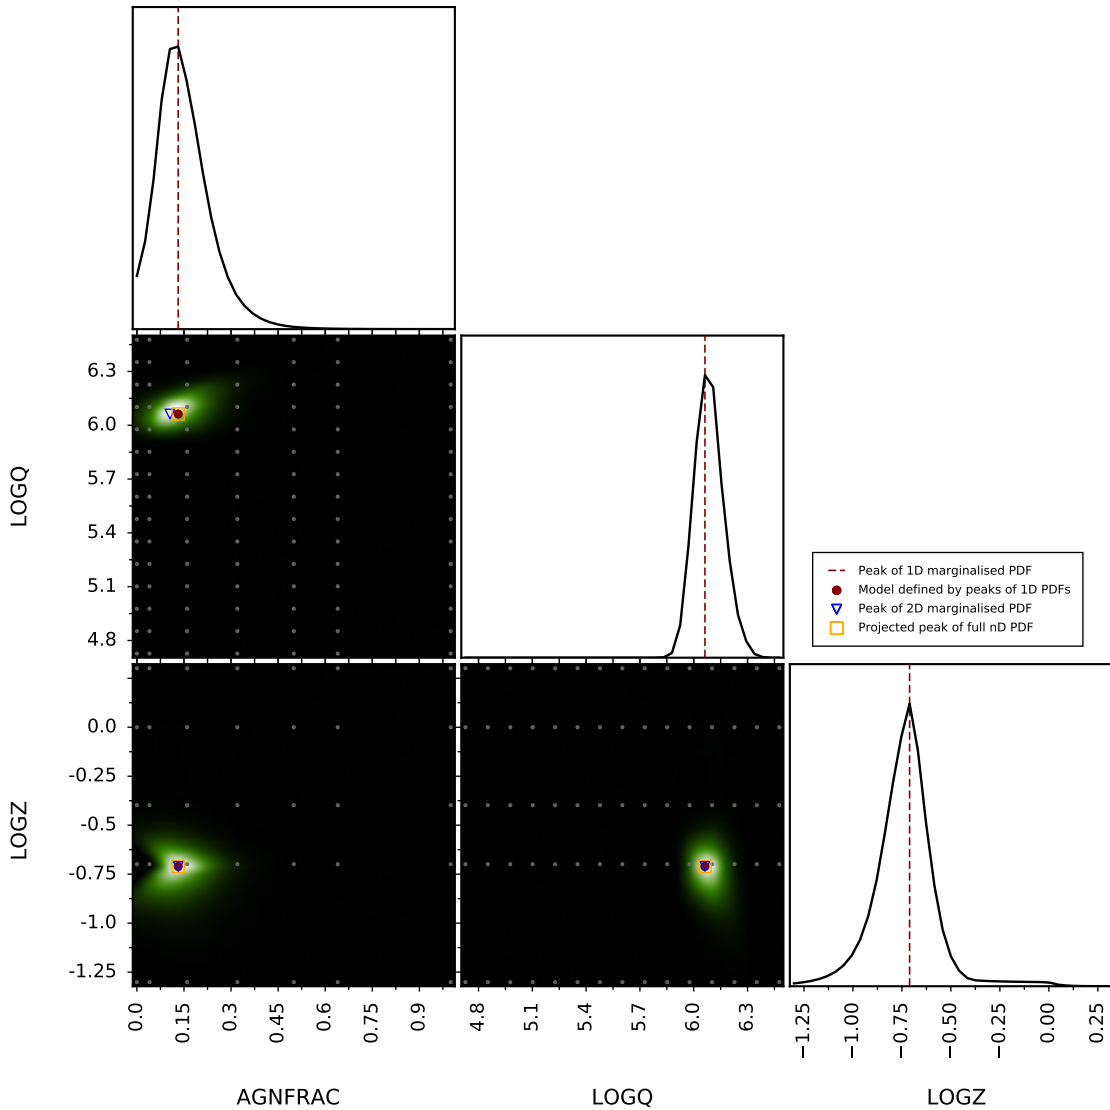 6.3
6.0
5.7
5.4
5.1
4.8
LOGQ
Peak of 1D marginalised PDF
Model defined by peaks of 1D PDFs
Peak of 2D marginalised PDF
Projected peak of full nD PDF
0.0
-0.25
-0.5
-0.75
-1.0
-1.25
LOGZ
0.0 0.15 0.3 0.45 0.6 0.75 0.9
4.8 5.1 5.4 5.7 6.0 6.3
−1.25 −1.00 −0.75 −0.50 −0.25 0.00 0.25
AGNFRAC LOGQ LOGZ